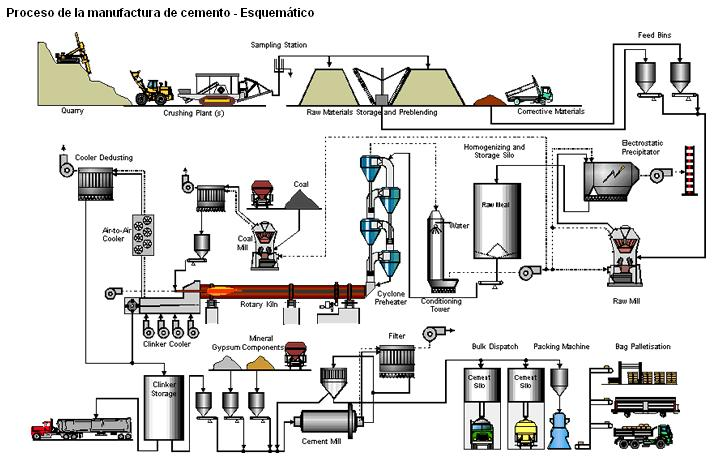 Proceso de la manufactura de cemento - Esquemático
Sampling Station
Feed Bins
Quarry
Crushing Plant (s)
Raw Materials Storage and Preblending
Corrective Materials
Cooler Dedusting
Coal
Homogenizing and
Storage Silo
Electrostatic
Precipitator
Air-to-Air
Cooler
Coal
Mill
Water
Raw Meal
Rotary Kiln
Cyclone
Preheater
Conditioning
Tower
Raw Mill
Clinker Cooler
Mineral
Gypsum Components
Filter
Bulk Dispatch
Packing Machine
Bag Palletisation
Clinker
Storage
Cement
Silo
Cement
Silo
Cement Mill